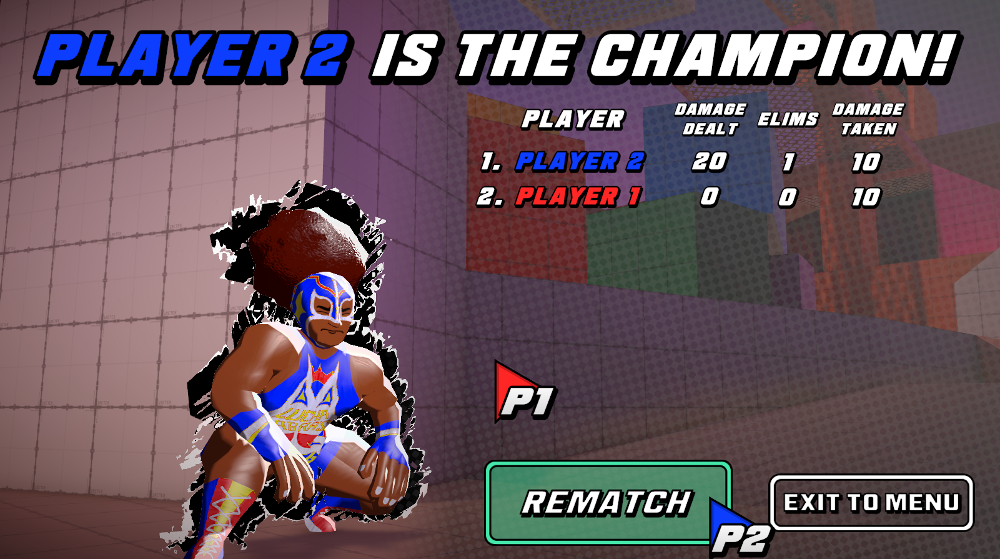 PLAYER 2 IS THE CHAMPION!
PLAYER DAMAGE DEALT ELIMS DAMAGE TAKEN
1. PLAYER 2 20 1 10
2. PLAYER 1 0 0 10
LUCHA
P1
REMATCH
EXIT TO MENU
P2